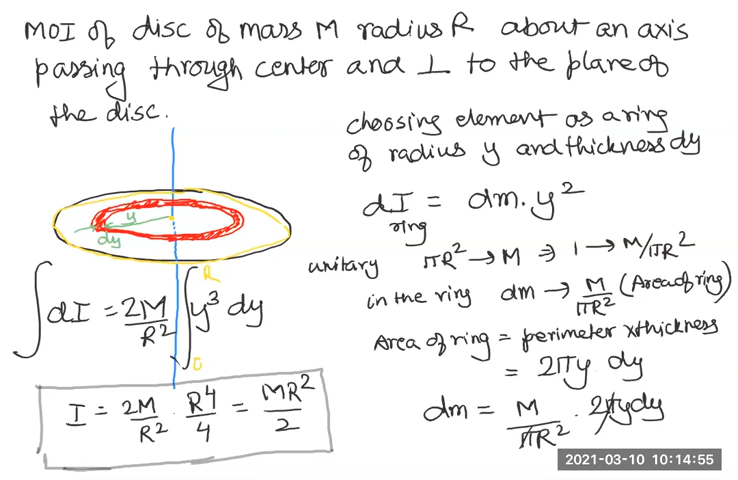 MOI of disc of mass M radius R about an axis
passing through center and ⊥ to the plane of
the disc.
choosing element as a ring
of radius y and thickness dy
dI = dm. y²
ring
y
dy
unitary πR² → M ⇒ 1 → M/πR²
in the ring dm → M/πR² (Area of ring)
Area of ring = perimeter x thickness
= 2πy dy
dm = M/πR² . 2πy dy
∫dI = 2M/R² ∫ y³ dy
R
0
I = 2M/R² . R⁴/4 = MR²/2
2021-03-10 10:14:55